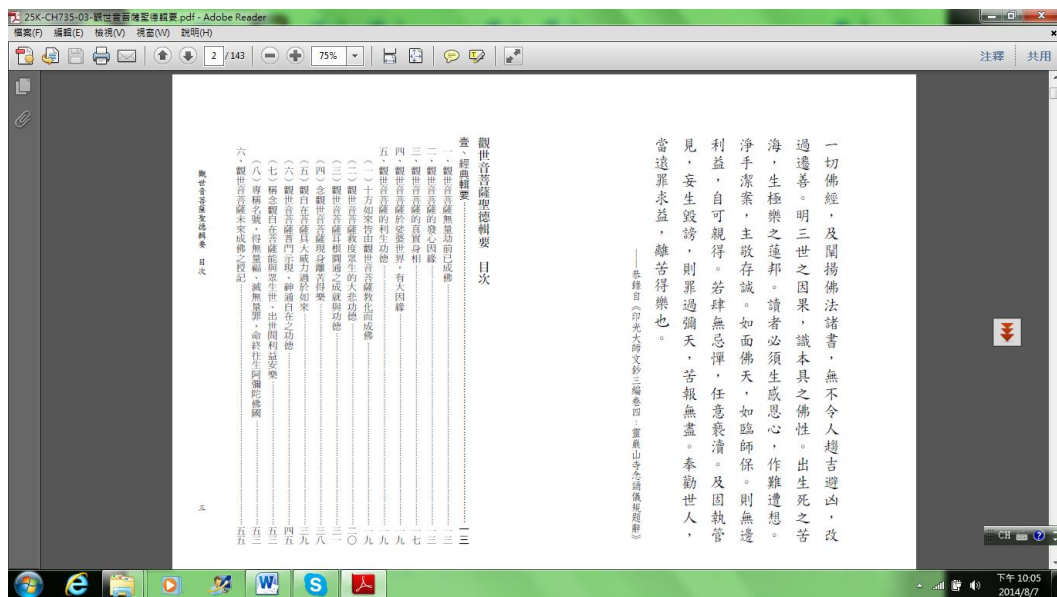 25K-CH735-03-觀世音菩薩聖德輯要.pdf - Adobe Reader
檔案(F) 編輯(E) 檢視(V) 視窗(W) 說明(H)
2 /143 75% 注釋 共用
一切佛經，及闡揚佛法諸書，無不令人趨吉避凶，改
過遷善。明三世之因果，識本具之佛性。出生死之苦
海，生極樂之蓮邦。讀者必須生感恩心，作難遭想。
淨手潔案，主敬存誠。如面佛天，如臨師保。則無邊
利益，自可親得。若肆無忌憚，任意褻瀆。及固執管
見，妄生毀謗，則罪過彌天，苦報無盡。奉勸世人，
當遠罪求益，離苦得樂也。
——恭錄自《印光大師文鈔三編卷四：靈巖山寺念誦儀規題辭》
觀世音菩薩聖德輯要 目次
壹、經典輯要 一三
一、觀世音菩薩無量劫前已成佛 一三
二、觀世音菩薩的發心因緣 一三
三、觀世音菩薩的真實身相 一七
四、觀世音菩薩於娑婆世界，有大因緣 一九
五、觀世音菩薩的利生功德 一九
（一）十方如來皆由觀世音菩薩教化而成佛 一九
（二）觀世音菩薩救度眾生的大悲功德 二〇
（三）觀世音菩薩耳根圓通之成就與功德 三一
（四）念觀世音菩薩現身離苦得樂 三八
（五）觀自在菩薩具大威力過於如來 三九
（六）觀世音菩薩普門示現、神通自在之功德 四五
（七）稱念觀自在菩薩能與眾生世、出世間利益安樂 五二
（八）專稱名號，得無量福、滅無量罪，命終往生阿彌陀佛國 五三
六、觀世音菩薩未來成佛之授記 五五
觀世音菩薩聖德輯要 目次
三
CH
下午 10:05
2014/8/7